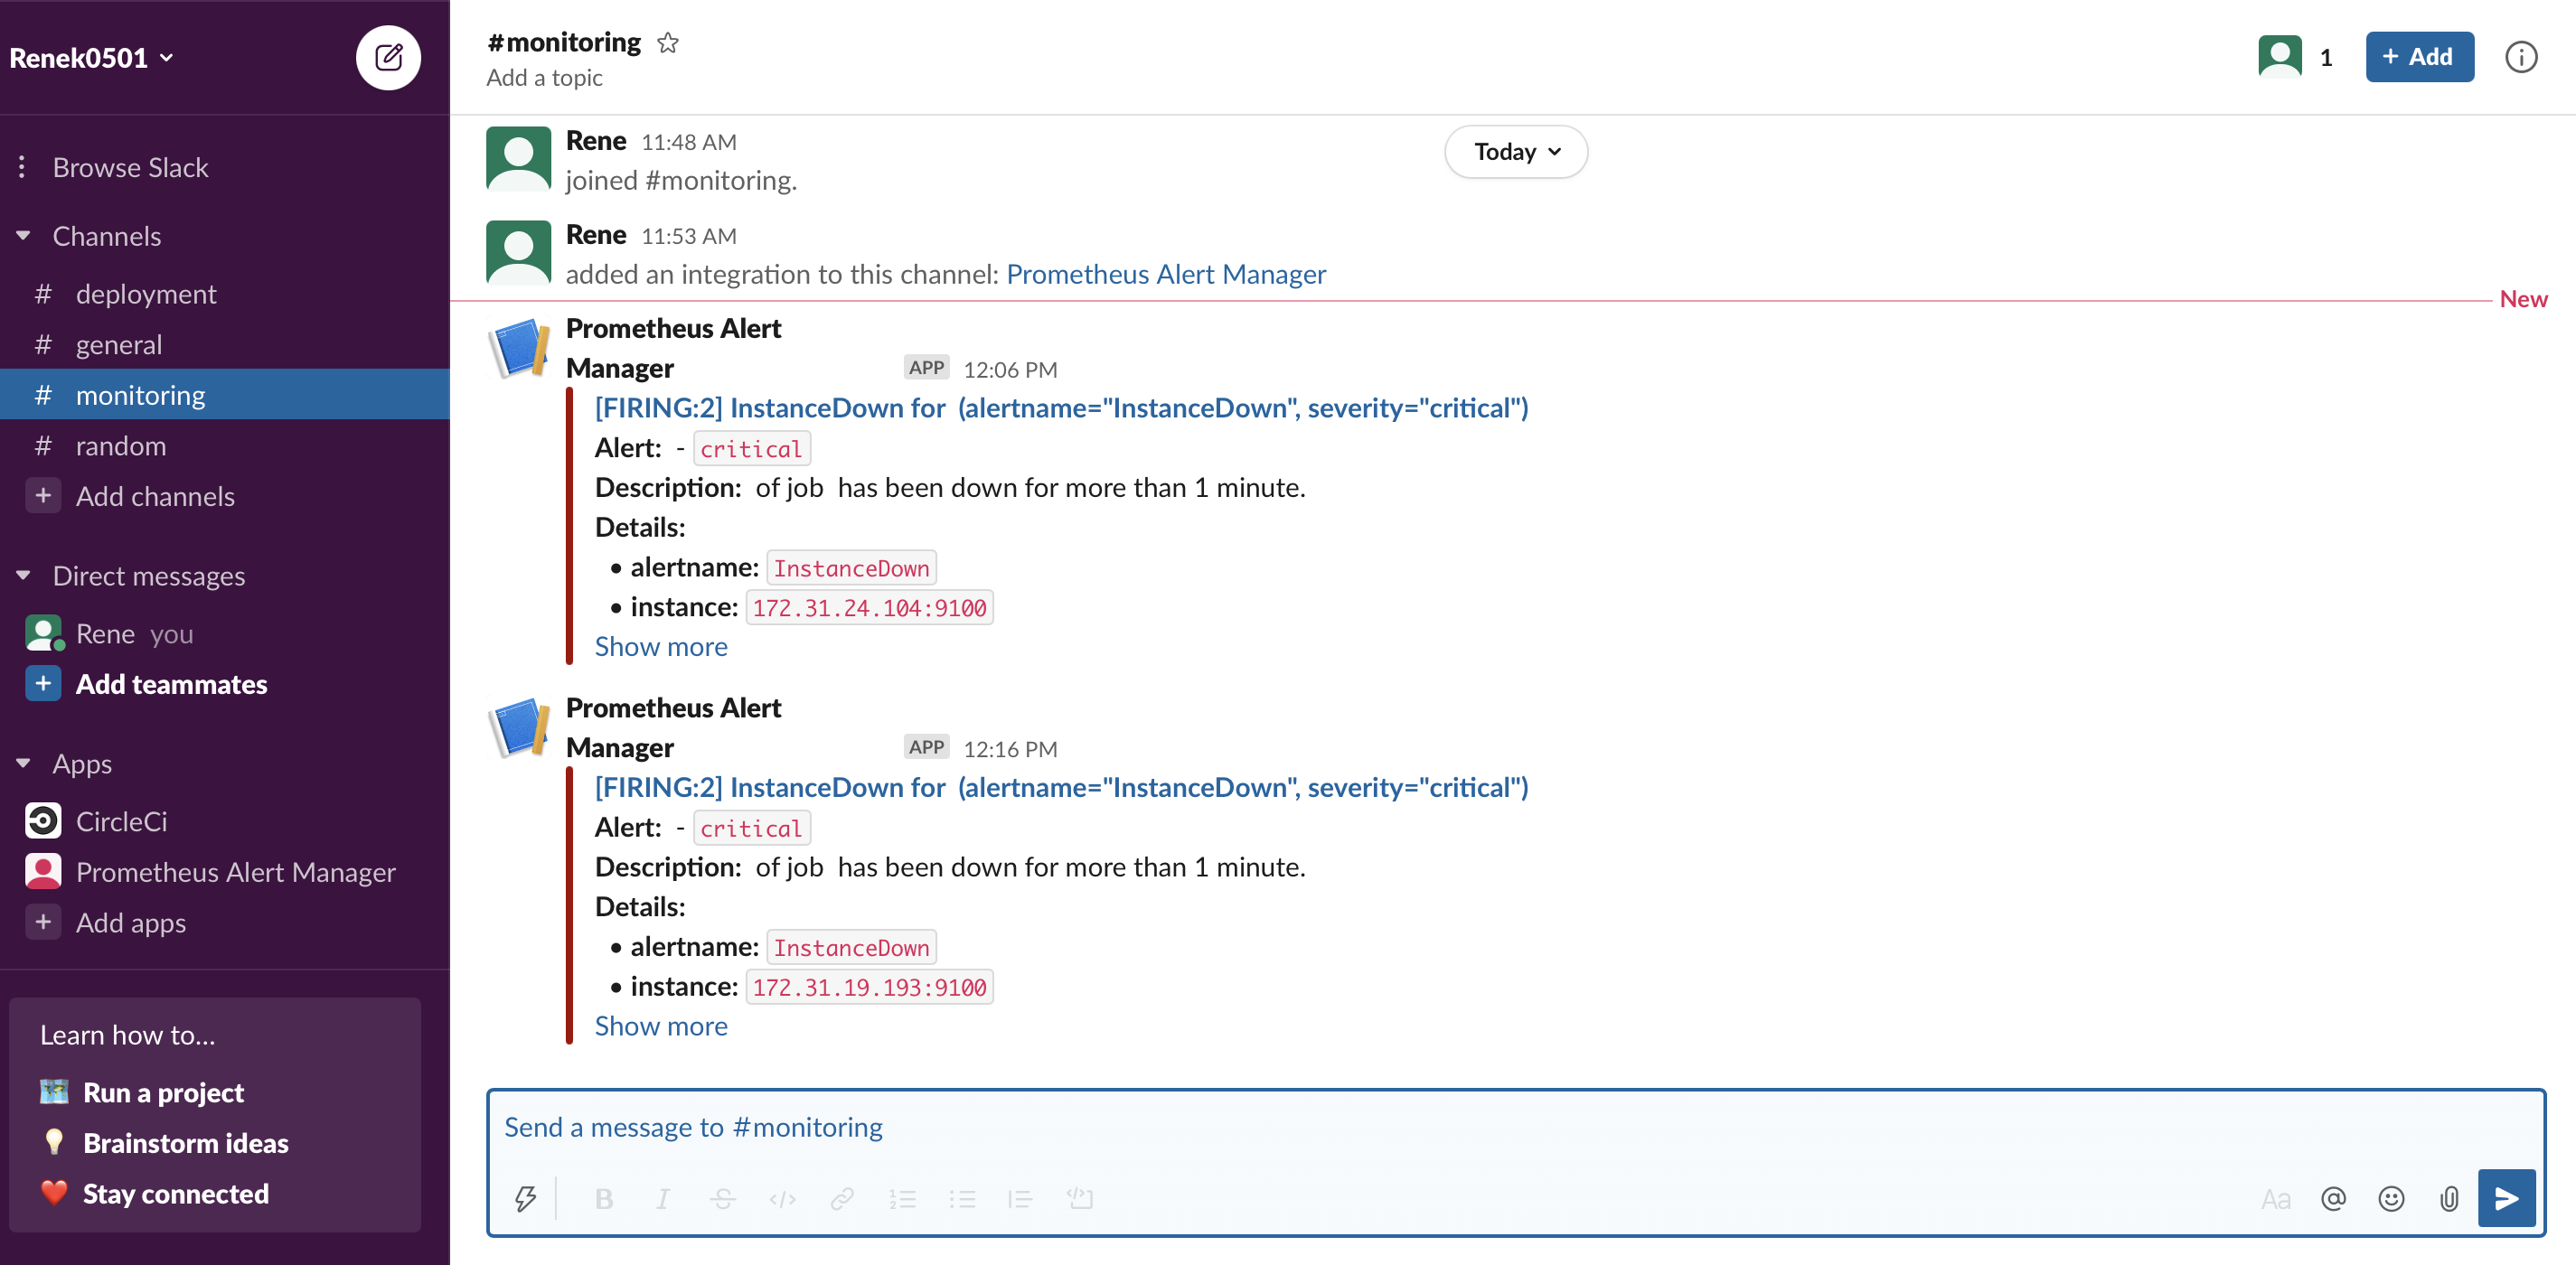 Renek0501
Browse Slack
Channels
# deployment
# general
# monitoring
# random
+ Add channels
Direct messages
Rene you
+ Add teammates
Apps
CircleCi
Prometheus Alert Manager
+ Add apps
Learn how to...
Run a project
Brainstorm ideas
Stay connected
#monitoring
Add a topic
1
+ Add
Today
Rene 11:48 AM
joined #monitoring.
Rene 11:53 AM
added an integration to this channel: Prometheus Alert Manager
New
Prometheus Alert
Manager APP 12:06 PM
[FIRING:2] InstanceDown for (alertname="InstanceDown", severity="critical")
Alert: - critical
Description: of job has been down for more than 1 minute.
Details:
• alertname: InstanceDown
• instance: 172.31.24.104:9100
Show more
Prometheus Alert
Manager APP 12:16 PM
[FIRING:2] InstanceDown for (alertname="InstanceDown", severity="critical")
Alert: - critical
Description: of job has been down for more than 1 minute.
Details:
• alertname: InstanceDown
• instance: 172.31.19.193:9100
Show more
Send a message to #monitoring
B I S </> Aa @